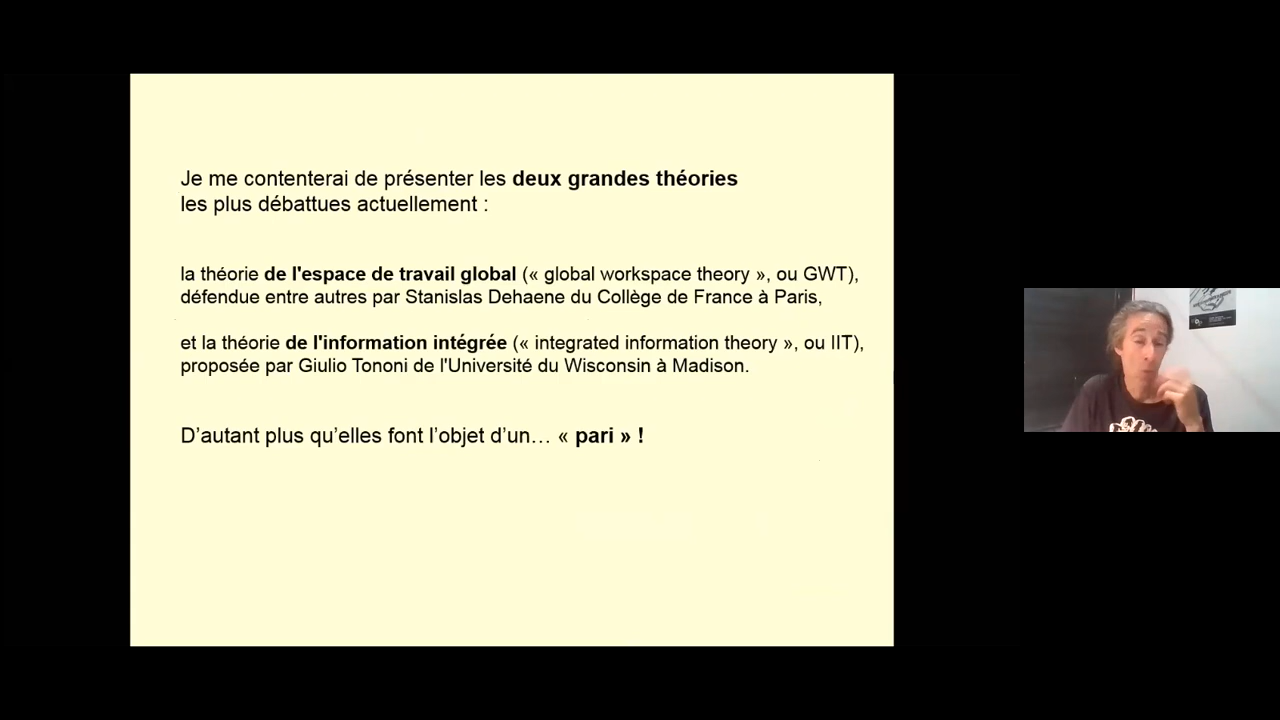 Je me contenterai de présenter les deux grandes théories
les plus débattues actuellement :
la théorie de l'espace de travail global (« global workspace theory », ou GWT),
défendue entre autres par Stanislas Dehaene du Collège de France à Paris,
et la théorie de l'information intégrée (« integrated information theory », ou IIT),
proposée par Giulio Tononi de l'Université du Wisconsin à Madison.
D’autant plus qu’elles font l’objet d’un… « pari » !